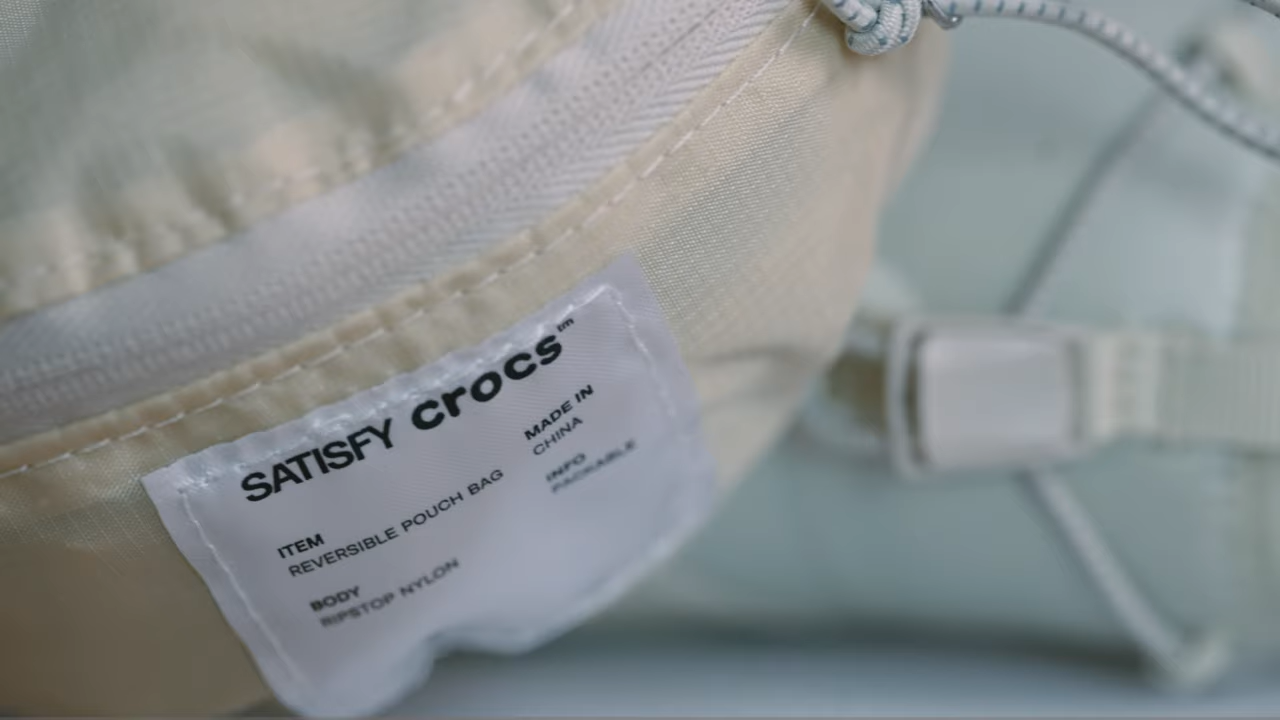 SATISFY crocs™
ITEM
REVERSIBLE POUCH BAG
BODY
RIPSTOP NYLON
MADE IN
CHINA
INFO
PACKABLE